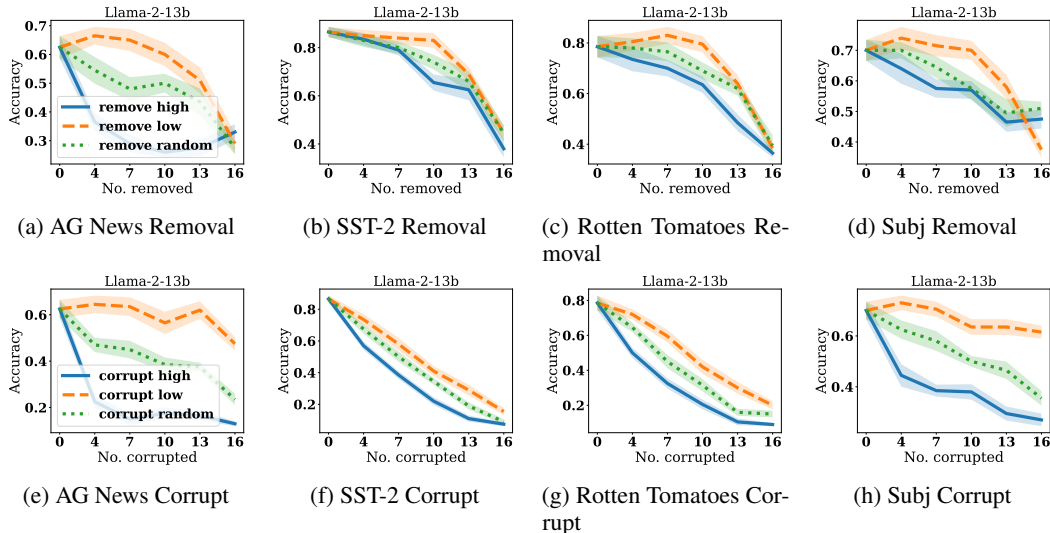 Llama-2-13b
Llama-2-13b
Llama-2-13b
Llama-2-13b
Accuracy
0.7
0.6
0.5
0.4
0.3
remove high
remove low
remove random
0 4 7 10 13 16
No. removed
Accuracy
0.8
0.6
0.4
0 4 7 10 13 16
No. removed
Accuracy
0.8
0.6
0.4
0 4 7 10 13 16
No. removed
Accuracy
0.7
0.6
0.5
0.4
0 4 7 10 13 16
No. removed
(a) AG News Removal
(b) SST-2 Removal
(c) Rotten Tomatoes Re-
moval
(d) Subj Removal
Llama-2-13b
Llama-2-13b
Llama-2-13b
Llama-2-13b
Accuracy
0.6
0.4
0.2
corrupt high
corrupt low
corrupt random
0 4 7 10 13 16
No. corrupted
Accuracy
0.8
0.6
0.4
0.2
0 4 7 10 13 16
No. corrupted
Accuracy
0.8
0.6
0.4
0.2
0 4 7 10 13 16
No. corrupted
Accuracy
0.6
0.4
0 4 7 10 13 16
No. corrupted
(e) AG News Corrupt
(f) SST-2 Corrupt
(g) Rotten Tomatoes Cor-
rupt
(h) Subj Corrupt